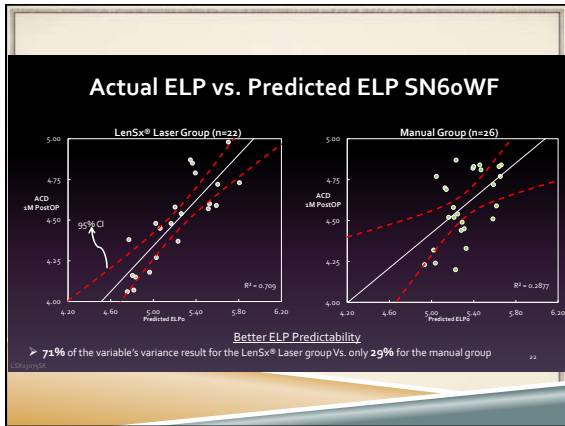 Actual ELP vs. Predicted ELP SN60WF
LenSx® Laser Group (n=22)
5.00
4.75
ACD
1M PostOP
4.50
95% CI
4.25
R² = 0.709
4.00
4.20 4.60 5.00 5.40 5.80 6.20
Predicted ELPo
Manual Group (n=26)
5.00
4.75
ACD
1M PostOP
4.50
4.25
R² = 0.2877
4.00
4.20 4.60 5.00 5.40 5.80 6.20
Predicted ELPo
Better ELP Predictability
➢ 71% of the variable's variance result for the LenSx® Laser group Vs. only 29% for the manual group
22
LSX13075SK